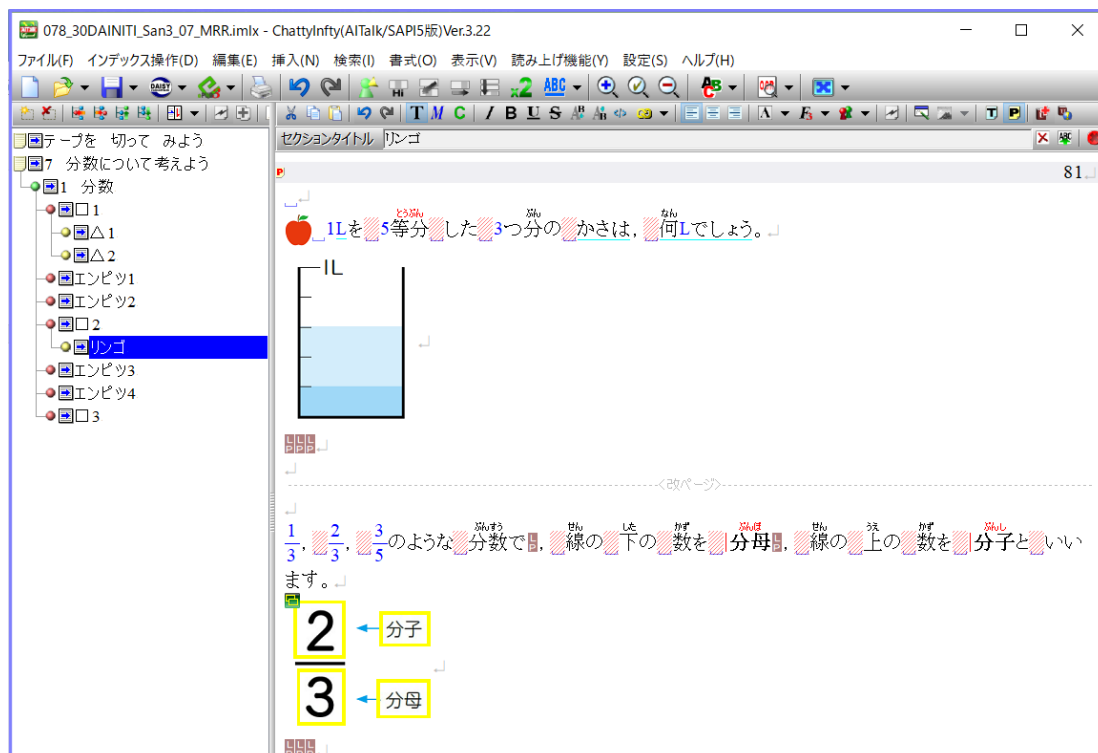 078_30DAINITI_San3_07_MRR.imlx - ChattyInfty(AITalk/SAPI5版)Ver.3.22
ファイル(F) インデックス操作(D) 編集(E) 挿入(N) 検索(I) 書式(O) 表示(V) 読み上げ機能(Y) 設定(S) ヘルプ(H)
テープを 切って みよう
7 分数について考えよう
1 分数
□1
△1
△2
エンピツ1
エンピツ2
□2
リンゴ
エンピツ3
エンピツ4
□3
セクションタイトル リンゴ
81
とうぶん ぶん なん
1Lを 5等分 した 3つ分の かさは, 何Lでしょう。
1L
<改ページ>
ぶんすう せん した かず ぶんぼ せん うえ かず ぶんし
1/3, 2/3, 3/5のような 分数で, 線の 下の 数を 分母, 線の 上の 数を 分子と いい
ます。
2 分子
3 分母